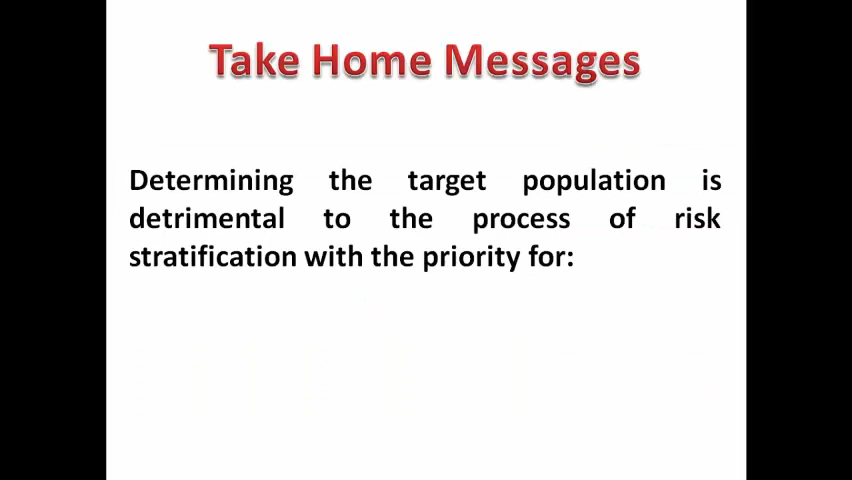 Take Home Messages
Determining the target population is
detrimental to the process of risk
stratification with the priority for: